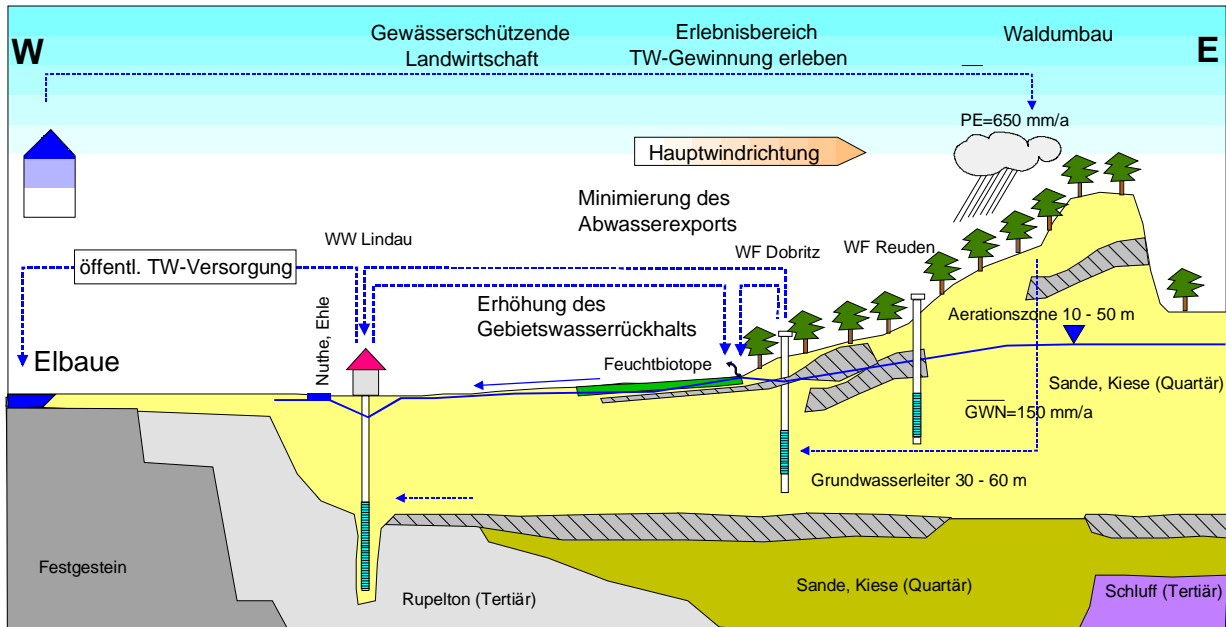 W
Gewässerschützende
Landwirtschaft
Erlebnisbereich
TW-Gewinnung erleben
Waldumbau
E
PE=650 mm/a
Hauptwindrichtung
Minimierung des
Abwasserexports
WW Lindau
WF Dobritz
WF Reuden
öffentl. TW-Versorgung
Nuthe, Ehle
Erhöhung des
Gebietswasserrückhalts
Aerationszone 10 - 50 m
Elbaue
Feuchtbiotope
Sande, Kiese (Quartär)
GWN=150 mm/a
Grundwasserleiter 30 - 60 m
Festgestein
Rupelton (Tertiär)
Sande, Kiese (Quartär)
Schluff (Tertiär)